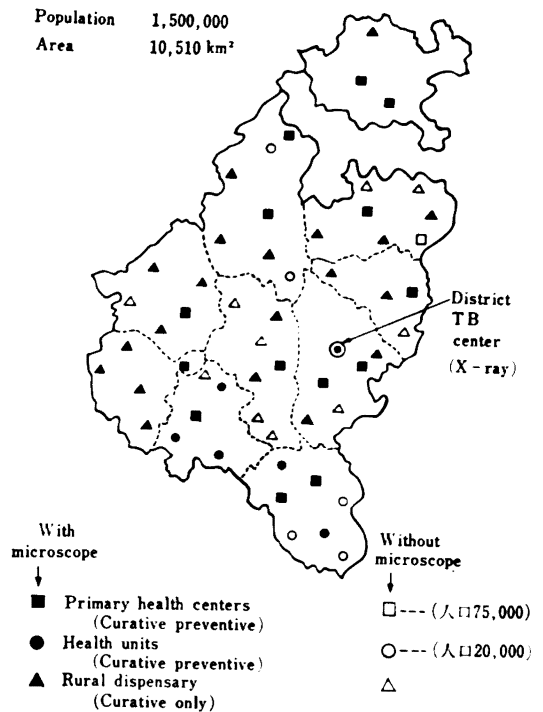 Population 1,500,000
Area 10,510 km²
District
TB
center
(X-ray)
With
microscope
Primary health centers
(Curative preventive)
Health units
(Curative preventive)
Rural dispensary
(Curative only)
Without
microscope
(人口75,000)
(人口20,000)